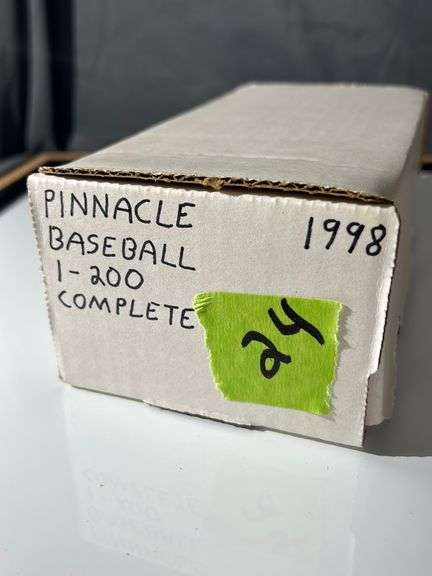 PINNACLE
BASEBALL
1-200
COMPLETE
1998
24